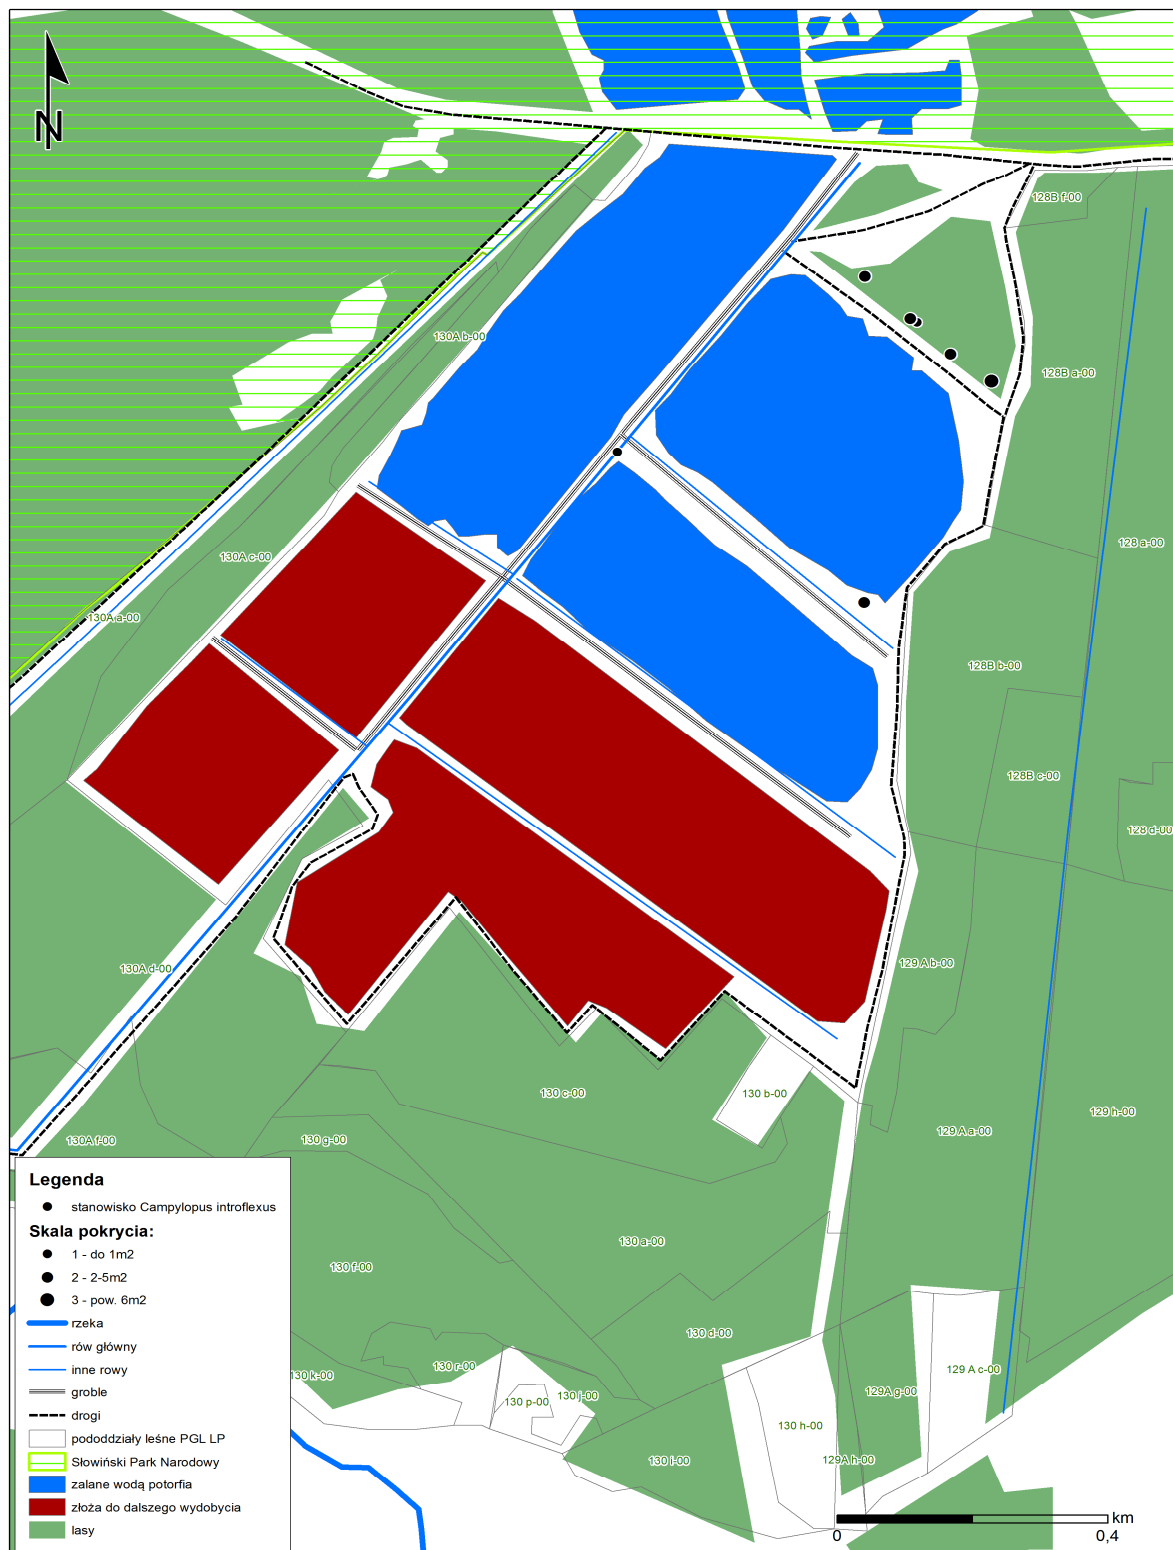 N
128B f-00
130A b-00
128B a-00
128 a-00
130A c-00
130A a-00
128B b-00
128B c-00
128 d-00
129 A b-00
130A d-00
130 c-00
130 b-00
129 h-00
130A f-00
130 g-00
129 A a-00
130 a-00
130 f-00
130 d-00
130 r-00
130 k-00
130 p-00
130 j-00
129 A c-00
129A g-00
130 h-00
130 l-00
129A h-00
Legenda
stanowisko Campylopus introflexus
Skala pokrycia:
1 - do 1m2
2 - 2-5m2
3 - pow. 6m2
rzeka
rów główny
inne rowy
groble
drogi
pododdziały leśne PGL LP
Słowiński Park Narodowy
zalane wodą potorfia
złoża do dalszego wydobycia
lasy
km
0 0,4